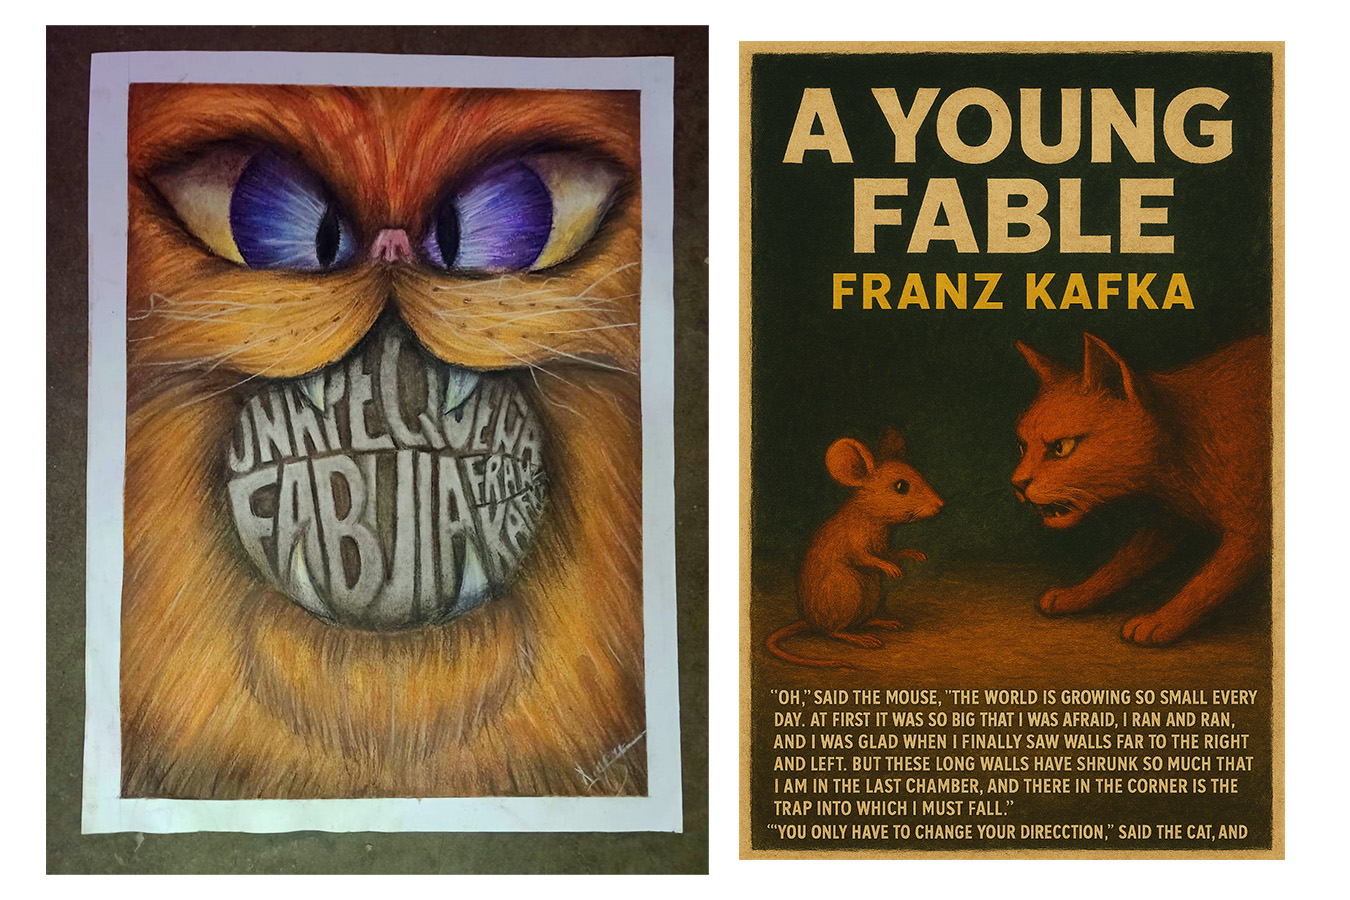 UNA PEQUEÑA
FABULA
FRANZ
KAFKA
A YOUNG
FABLE
FRANZ KAFKA
"OH," SAID THE MOUSE, "THE WORLD IS GROWING SO SMALL EVERY
DAY. AT FIRST IT WAS SO BIG THAT I WAS AFRAID, I RAN AND RAN,
AND I WAS GLAD WHEN I FINALLY SAW WALLS FAR TO THE RIGHT
AND LEFT. BUT THESE LONG WALLS HAVE SHRUNK SO MUCH THAT
I AM IN THE LAST CHAMBER, AND THERE IN THE CORNER IS THE
TRAP INTO WHICH I MUST FALL."
"'YOU ONLY HAVE TO CHANGE YOUR DIRECCTION," SAID THE CAT, AND